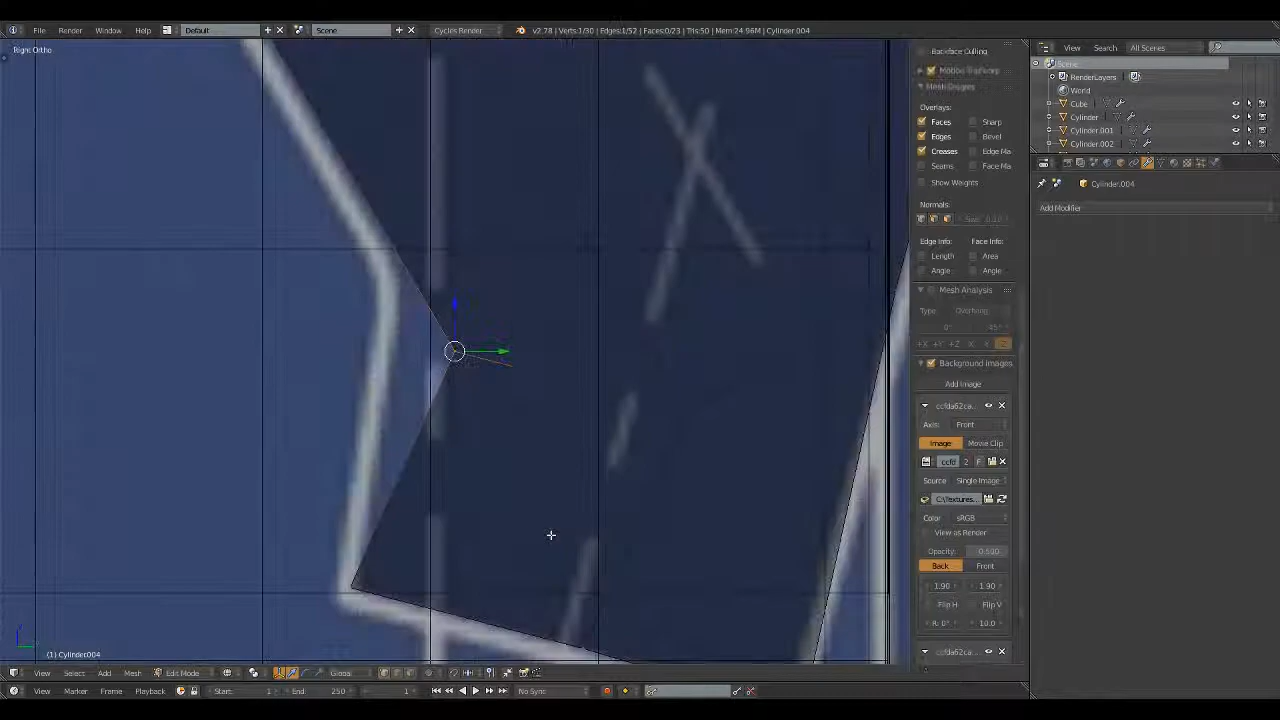 File Render Window Help Default Scene Cycles Render v2.78 | Verts:1/30 | Edges:1/52 | Faces:0/23 | Tris:50 | Mem:24.96M | Cylinder.004
View Search All Scenes
Right Ortho
Backface Culling
Scene
RenderLayers
World
Cube
Cylinder
Cylinder.001
Cylinder.002
Overlays:
Faces Sharp
Edges Bevel
Creases Edge Ma
Seams Face Ma
Show Weights
Cylinder.004
Add Modifier
Normals:
Edge Info: Face Info:
Length Area
Angle Angle
Mesh Analysis
Type Overhang
0° 45°
+X +Y +Z
Background Images
Add Image
Axis: Front
Image Movie Clip
2 F
Source Single Image
C:\Textures...
Color sRGB
View as Render
Opacity: 0.500
Back Front
1.90 1.90
Flip H Flip V
R: 0° 10.0
(1) Cylinder.004
View Select Add Mesh Edit Mode Global
View Marker Frame Playback Start: 1 End: 250 1 No Sync